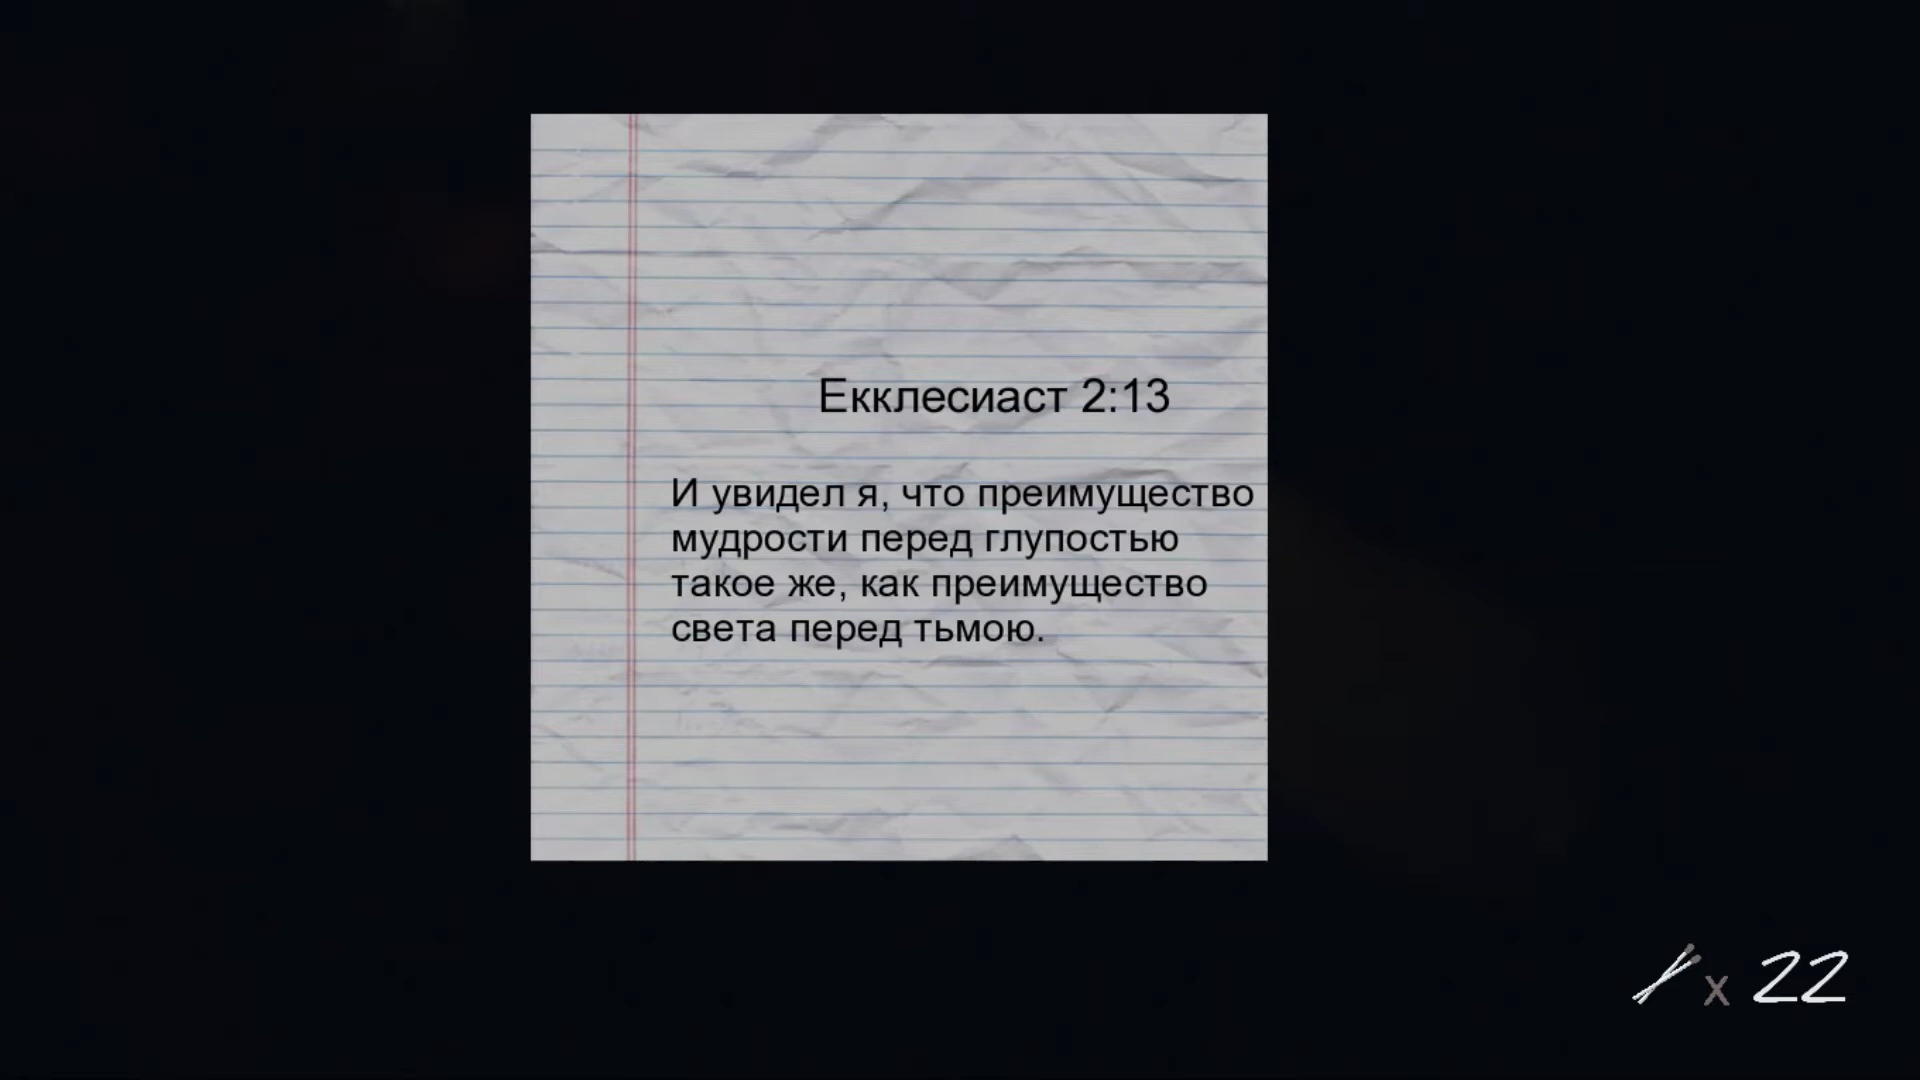 Екклесиаст 2:13
И увидел я, что преимущество
мудрости перед глупостью
такое же, как преимущество
света перед тьмою.
x 22